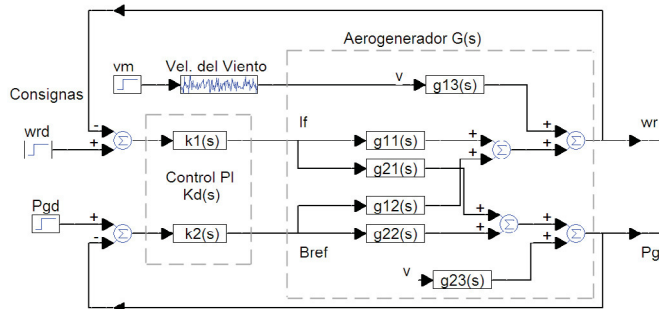 Aerogenerador G(s)
vm
Vel. del Viento
v
g13(s)
Consignas
wrd
-
+
Σ
k1(s)
If
g11(s)
g21(s)
+
+
Σ
+
+
Σ
wr
Control PI
Kd(s)
g12(s)
Pgd
+
-
Σ
k2(s)
Bref
g22(s)
+
+
Σ
+
+
Σ
Pg
v
g23(s)